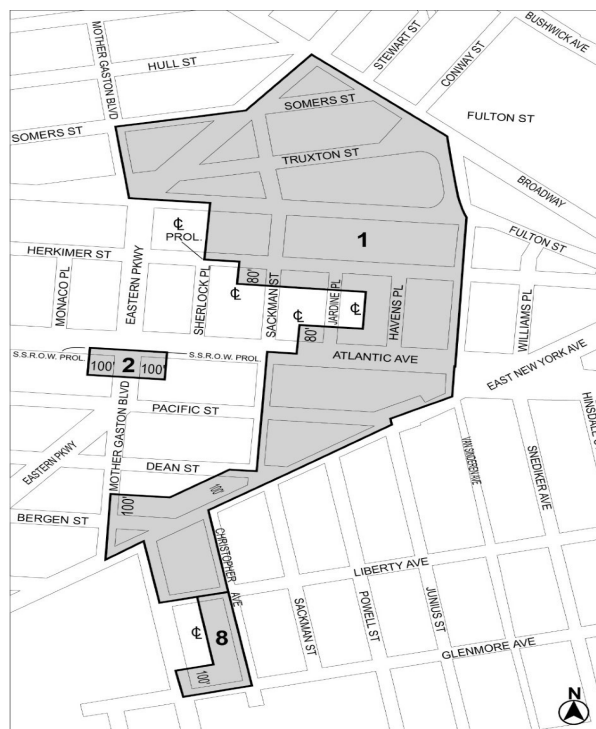 BUSHWICK AVE
STEWART ST
CONWAY ST
MOTHER GASTON BLVD
HULL ST
SOMERS ST
FULTON ST
SOMERS ST
TRUXTON ST
BROADWAY
℄
PROL.
1
FULTON ST
HERKIMER ST
80'
℄
MONACO PL
EASTERN PKWY
SHERLOCK PL
SACKMAN ST
℄
JARDINE PL
℄
HAVENS PL
WILLIAMS PL
80'
S.S.R.O.W. PROL.
S.S.R.O.W. PROL.
ATLANTIC AVE
100'
2
100'
EAST NEW YORK AVE
PACIFIC ST
MOTHER GASTON BLVD
HINSDALE ST
EASTERN PKWY
DEAN ST
VAN SINDEREN AVE
SNEDIKER AVE
100'
100'
BERGEN ST
CHRISTOPHER AVE
LIBERTY AVE
SACKMAN ST
POWELL ST
JUNIUS ST
℄
8
GLENMORE AVE
100'
N